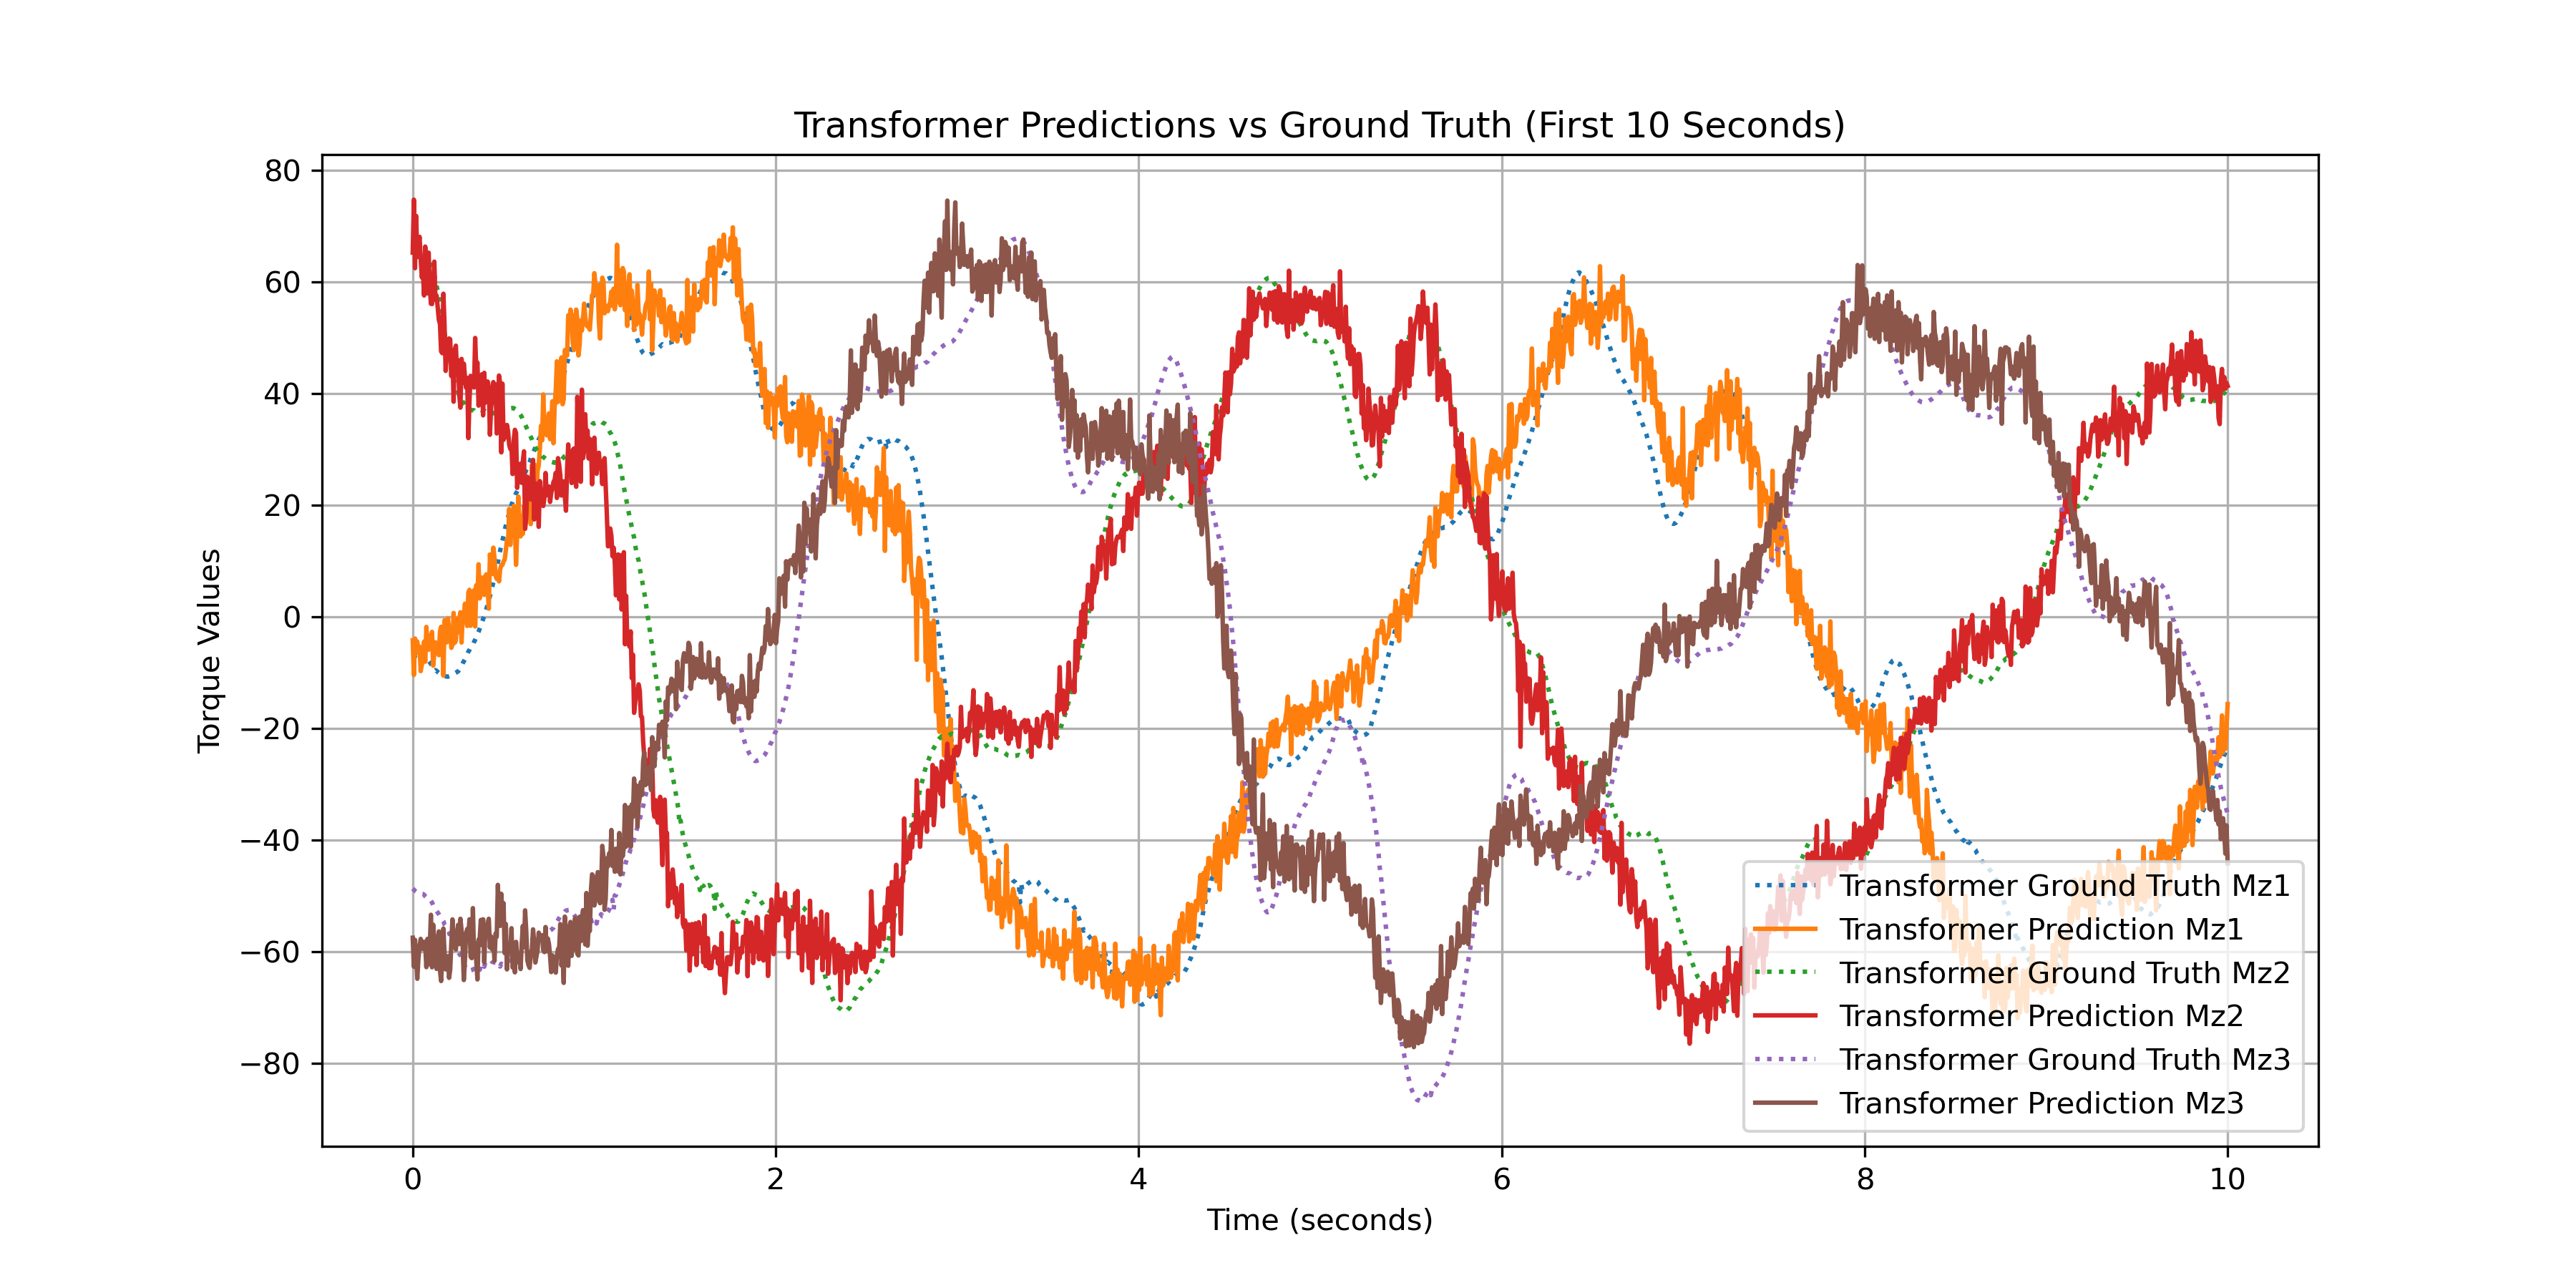 Transformer Predictions vs Ground Truth (First 10 Seconds)
80
60
40
20
0
−20
−40
−60
−80
Torque Values
0 2 4 6 8 10
Time (seconds)
Transformer Ground Truth Mz1
Transformer Prediction Mz1
Transformer Ground Truth Mz2
Transformer Prediction Mz2
Transformer Ground Truth Mz3
Transformer Prediction Mz3